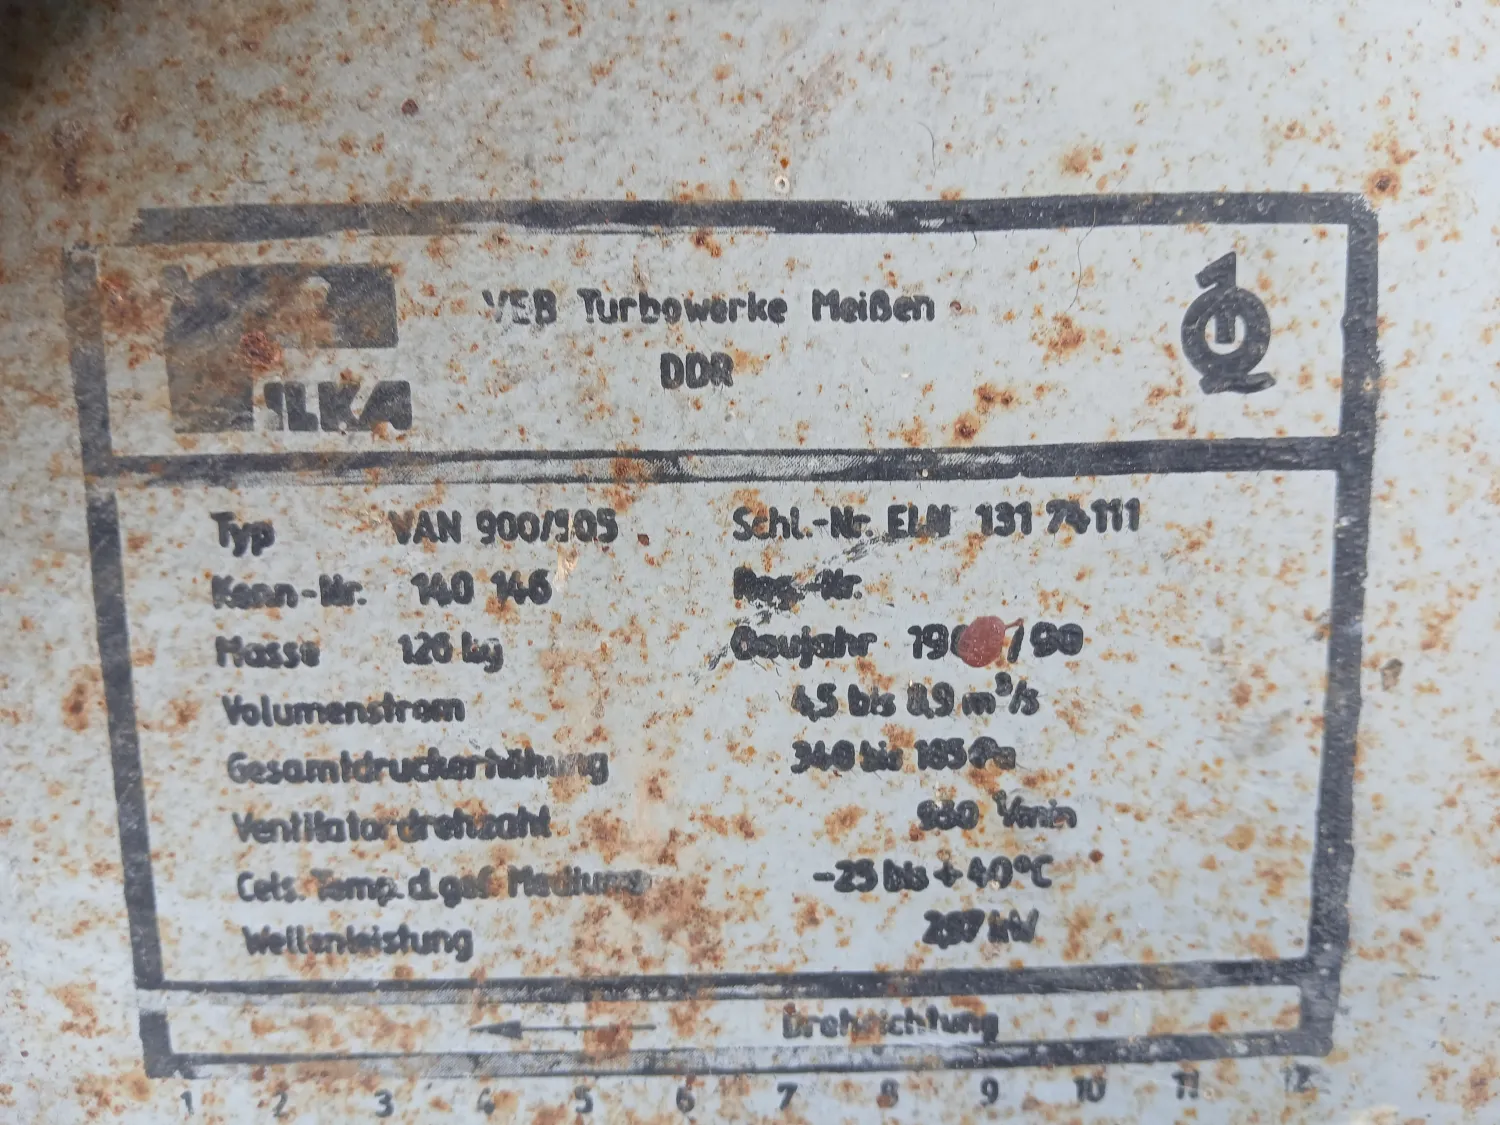 VEB Turbowerke Meißen
DDR
ILKA
Typ VAN 900/905 Schl.-Nr. ELN 131 74111
Kenn-Nr. 140 146 Reg.-Nr.
Masse 126 kg Baujahr /90
Volumenstrom 4,5 bis 8,9 m³/s
Gesamtdruckerhöhung 340 bis 185 Pa
Ventilatordrehzahl 930 1/min
Cels. Temp. d. gef. Mediums -25 bis +40°C
Wellenleistung 2,97 kW
Drehrichtung
1 2 3 4 5 6 7 8 9 10 11 12